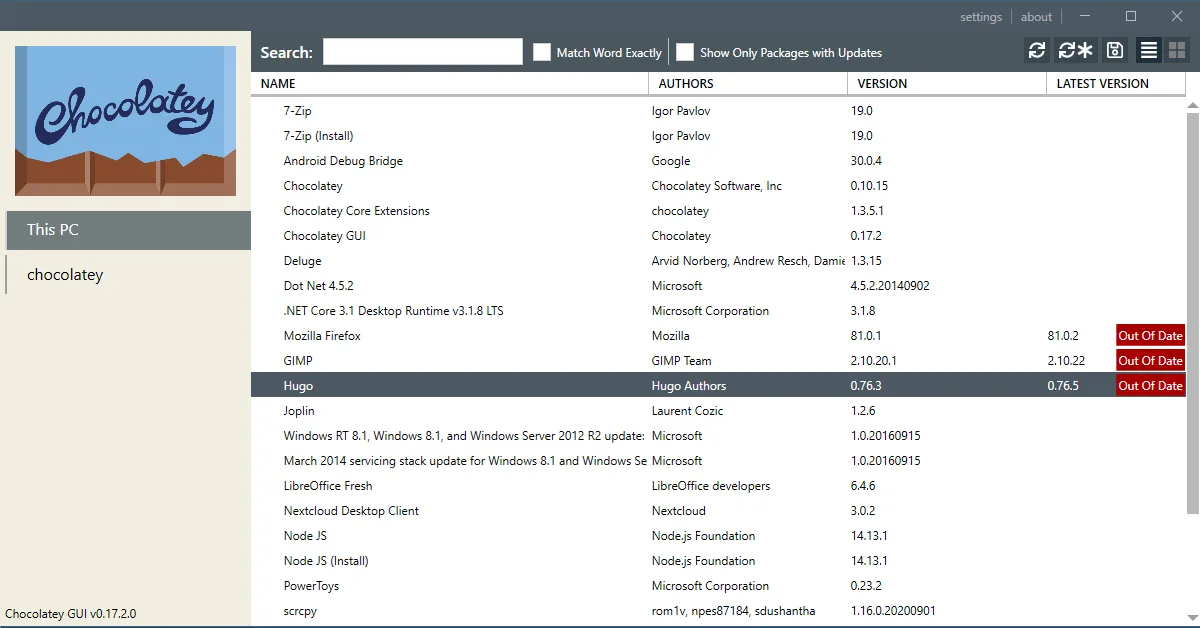 settings about
Search: Match Word Exactly Show Only Packages with Updates
Chocolatey
This PC
chocolatey
Chocolatey GUI v0.17.2.0
NAME AUTHORS VERSION LATEST VERSION
7-Zip Igor Pavlov 19.0
7-Zip (Install) Igor Pavlov 19.0
Android Debug Bridge Google 30.0.4
Chocolatey Chocolatey Software, Inc 0.10.15
Chocolatey Core Extensions chocolatey 1.3.5.1
Chocolatey GUI Chocolatey 0.17.2
Deluge Arvid Norberg, Andrew Resch, Damie 1.3.15
Dot Net 4.5.2 Microsoft 4.5.2.20140902
.NET Core 3.1 Desktop Runtime v3.1.8 LTS Microsoft Corporation 3.1.8
Mozilla Firefox Mozilla 81.0.1 81.0.2 Out Of Date
GIMP GIMP Team 2.10.20.1 2.10.22 Out Of Date
Hugo Hugo Authors 0.76.3 0.76.5 Out Of Date
Joplin Laurent Cozic 1.2.6
Windows RT 8.1, Windows 8.1, and Windows Server 2012 R2 update: Microsoft 1.0.20160915
March 2014 servicing stack update for Windows 8.1 and Windows Se Microsoft 1.0.20160915
LibreOffice Fresh LibreOffice developers 6.4.6
Nextcloud Desktop Client Nextcloud 3.0.2
Node JS Node.js Foundation 14.13.1
Node JS (Install) Node.js Foundation 14.13.1
PowerToys Microsoft Corporation 0.23.2
scrcpy rom1v, npes87184, sdushantha 1.16.0.20200901